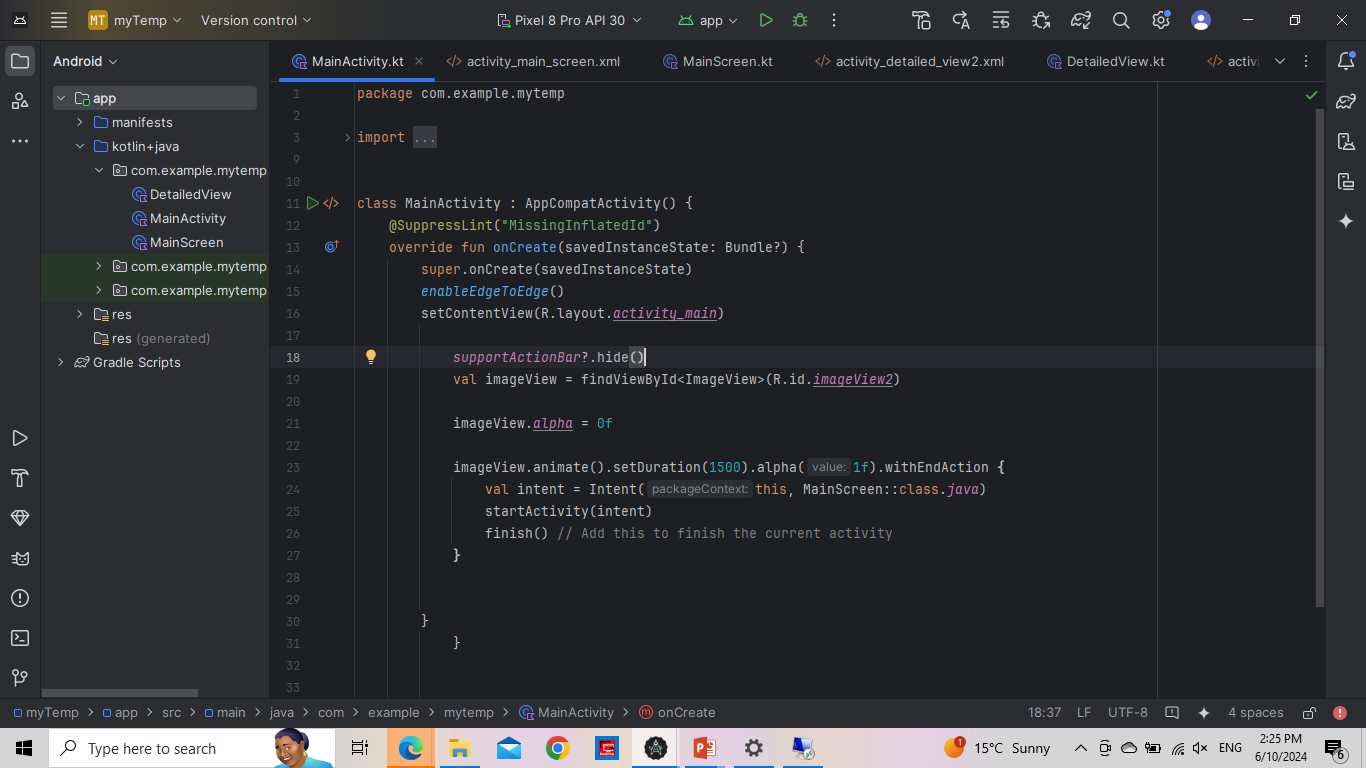 MT myTemp Version control Pixel 8 Pro API 30 app
Android
MainActivity.kt activity_main_screen.xml MainScreen.kt activity_detailed_view2.xml DetailedView.kt activi
app
manifests
kotlin+java
com.example.mytemp
DetailedView
MainActivity
MainScreen
com.example.mytemp
com.example.mytemp
res
res (generated)
Gradle Scripts
1 package com.example.mytemp
2
3 import ...
9
10
11 class MainActivity : AppCompatActivity() {
12 @SuppressLint("MissingInflatedId")
13 override fun onCreate(savedInstanceState: Bundle?) {
14 super.onCreate(savedInstanceState)
15 enableEdgeToEdge()
16 setContentView(R.layout.activity_main)
17
18 supportActionBar?.hide()
19 val imageView = findViewById<ImageView>(R.id.imageView2)
20
21 imageView.alpha = 0f
22
23 imageView.animate().setDuration(1500).alpha( value: 1f).withEndAction {
24 val intent = Intent( packageContext: this, MainScreen::class.java)
25 startActivity(intent)
26 finish() // Add this to finish the current activity
27 }
28
29
30 }
31 }
32
33
myTemp > app > src > main > java > com > example > mytemp > MainActivity > onCreate 18:37 LF UTF-8 4 spaces
Type here to search 15°C Sunny ENG 2:25 PM
6/10/2024 6